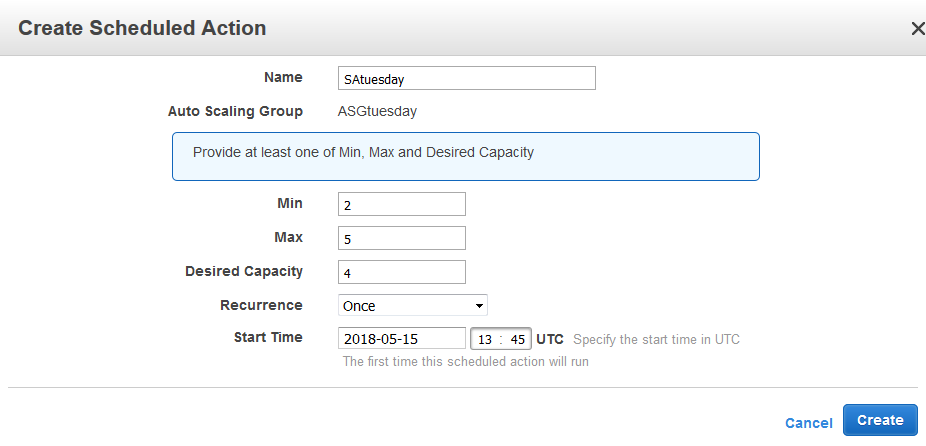 Create Scheduled Action
Name SAtuesday
Auto Scaling Group ASGtuesday
Provide at least one of Min, Max and Desired Capacity
Min 2
Max 5
Desired Capacity 4
Recurrence Once
Start Time 2018-05-15 13 : 45 UTC Specify the start time in UTC
The first time this scheduled action will run
Cancel Create